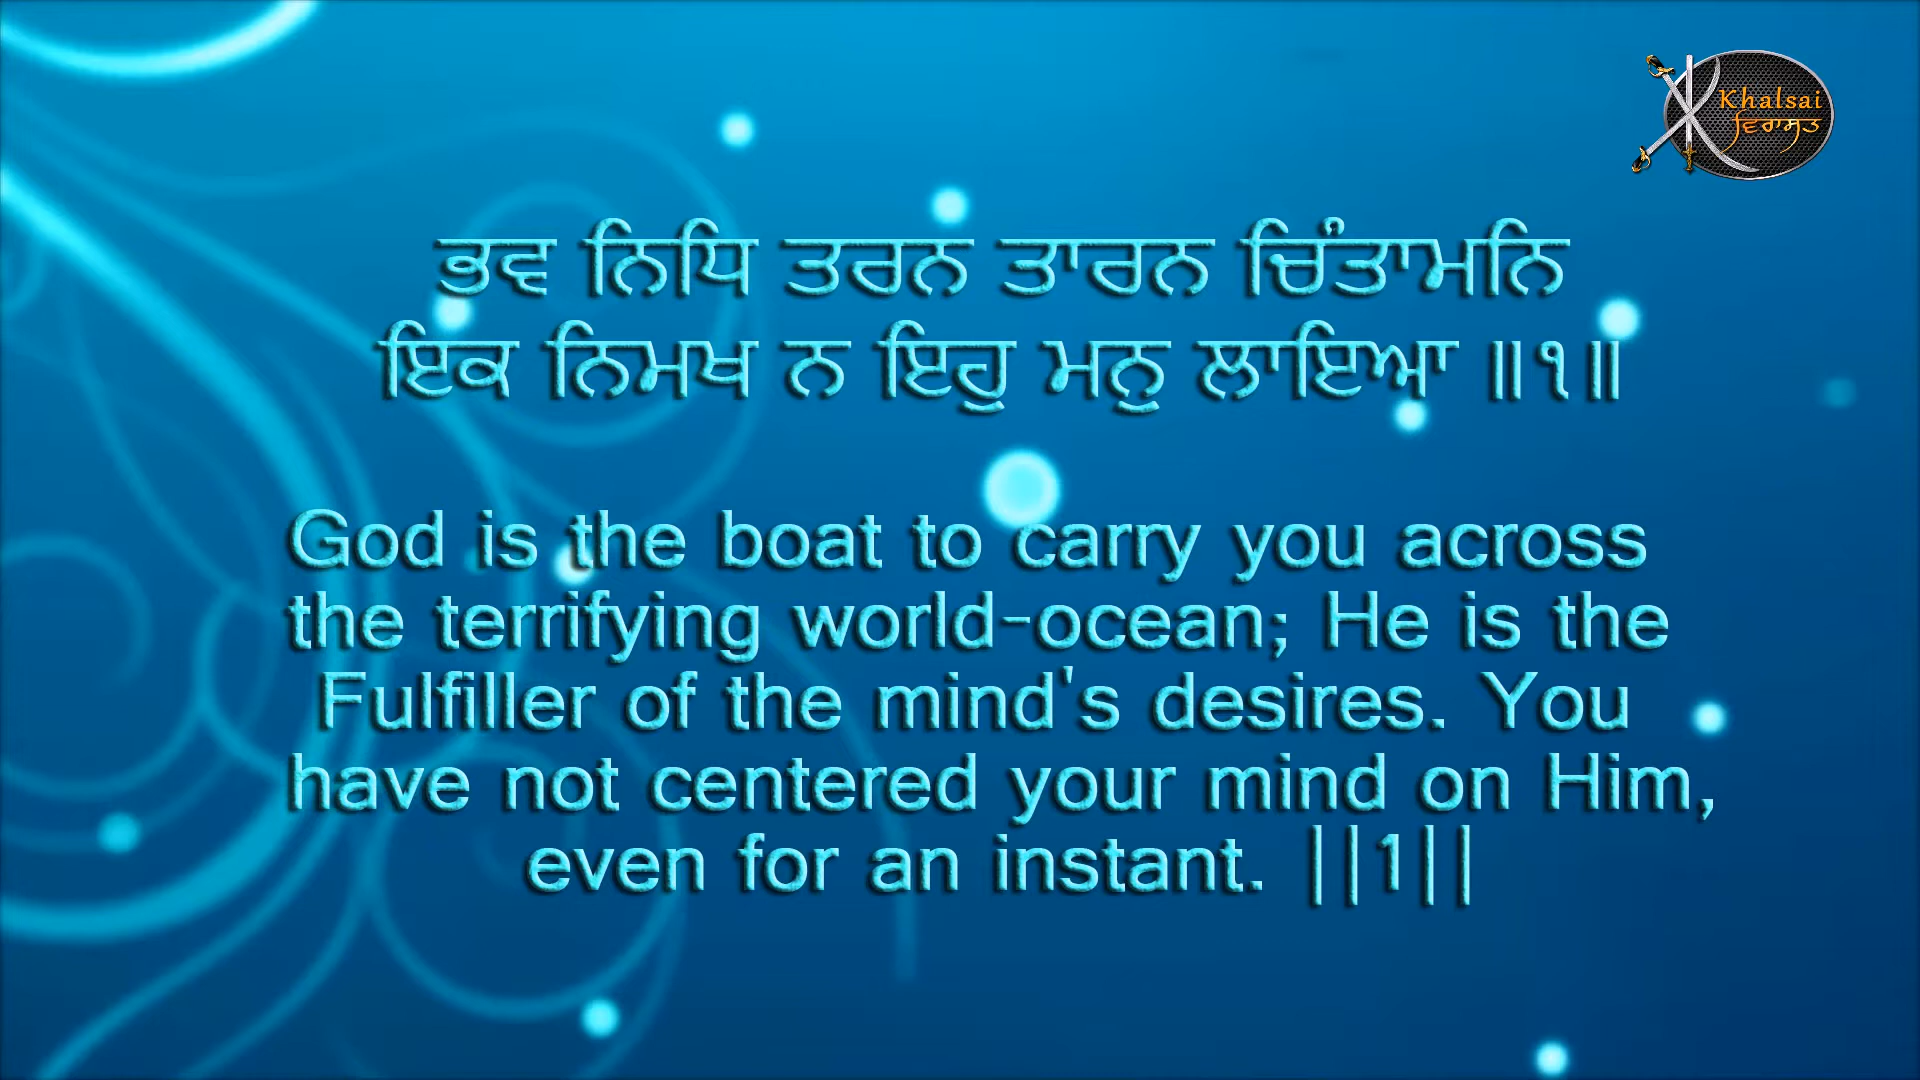 Khalsai
ਵਿਰਾਸਤ
ਭਵ ਨਿਧਿ ਤਰਨ ਤਾਰਨ ਚਿੰਤਾਮਨਿ
ਇਕ ਨਿਮਖ ਨ ਇਹੁ ਮਨੁ ਲਾਇਆ ॥੧॥
God is the boat to carry you across
the terrifying world-ocean; He is the
Fulfiller of the mind's desires. You
have not centered your mind on Him,
even for an instant. ||1||